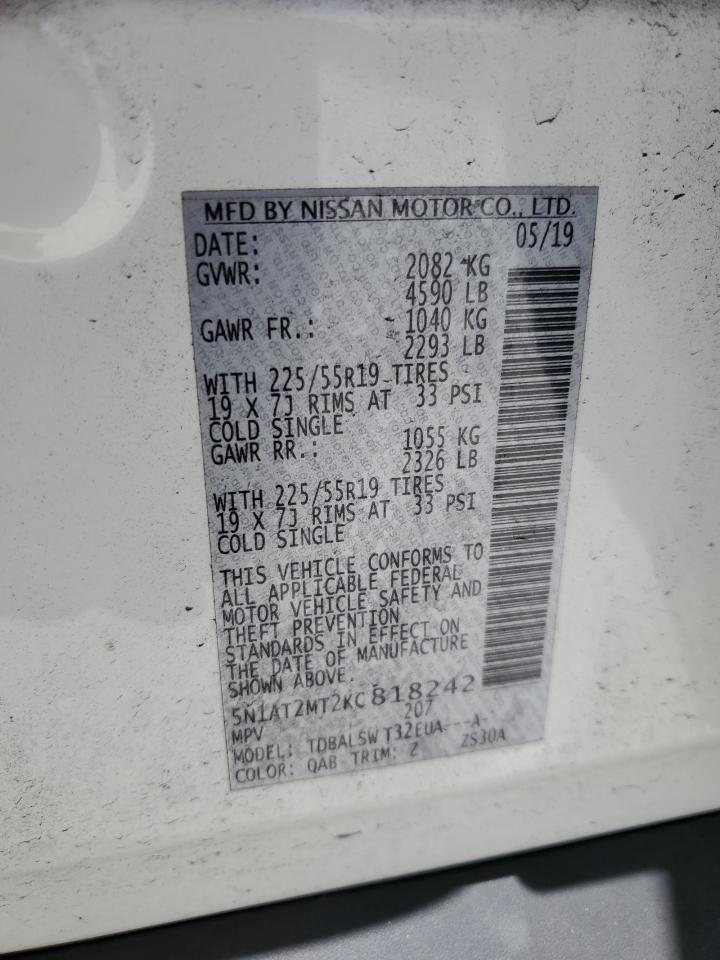 MFD BY NISSAN MOTOR CO., LTD.
DATE: 05/19
GVWR: 2082 KG
4590 LB
GAWR FR.: 1040 KG
2293 LB
WITH 225/55R19 TIRES
19 X 7J RIMS AT 33 PSI
COLD SINGLE
GAWR RR.: 1055 KG
2326 LB
WITH 225/55R19 TIRES
19 X 7J RIMS AT 33 PSI
COLD SINGLE
THIS VEHICLE CONFORMS TO
ALL APPLICABLE FEDERAL
MOTOR VEHICLE SAFETY AND
THEFT PREVENTION
STANDARDS IN EFFECT ON
THE DATE OF MANUFACTURE
SHOWN ABOVE.
5N1AT2MT2KC818242
MPV 207
MODEL: TDBALSWT32EUA---A-
COLOR: QAB TRIM: Z ZS30A